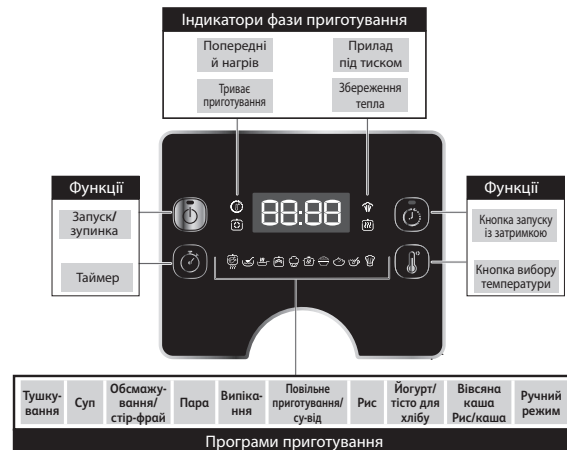 Індикатори фази приготування
Попередні
й нагрів
Прилад
під тиском
Триває
приготування
Збереження
тепла
Функції
Запуск/
зупинка
Таймер
88:88
Функції
Кнопка запуску
із затримкою
Кнопка вибору
температури
Тушку-
вання
Суп
Обсмажу-
вання/
стір-фрай
Пара
Випіка-
ння
Повільне
приготування/
су-від
Рис
Йогурт/
тісто для
хлібу
Вівсяна
каша
Рис/каша
Ручний
режим
Програми приготування